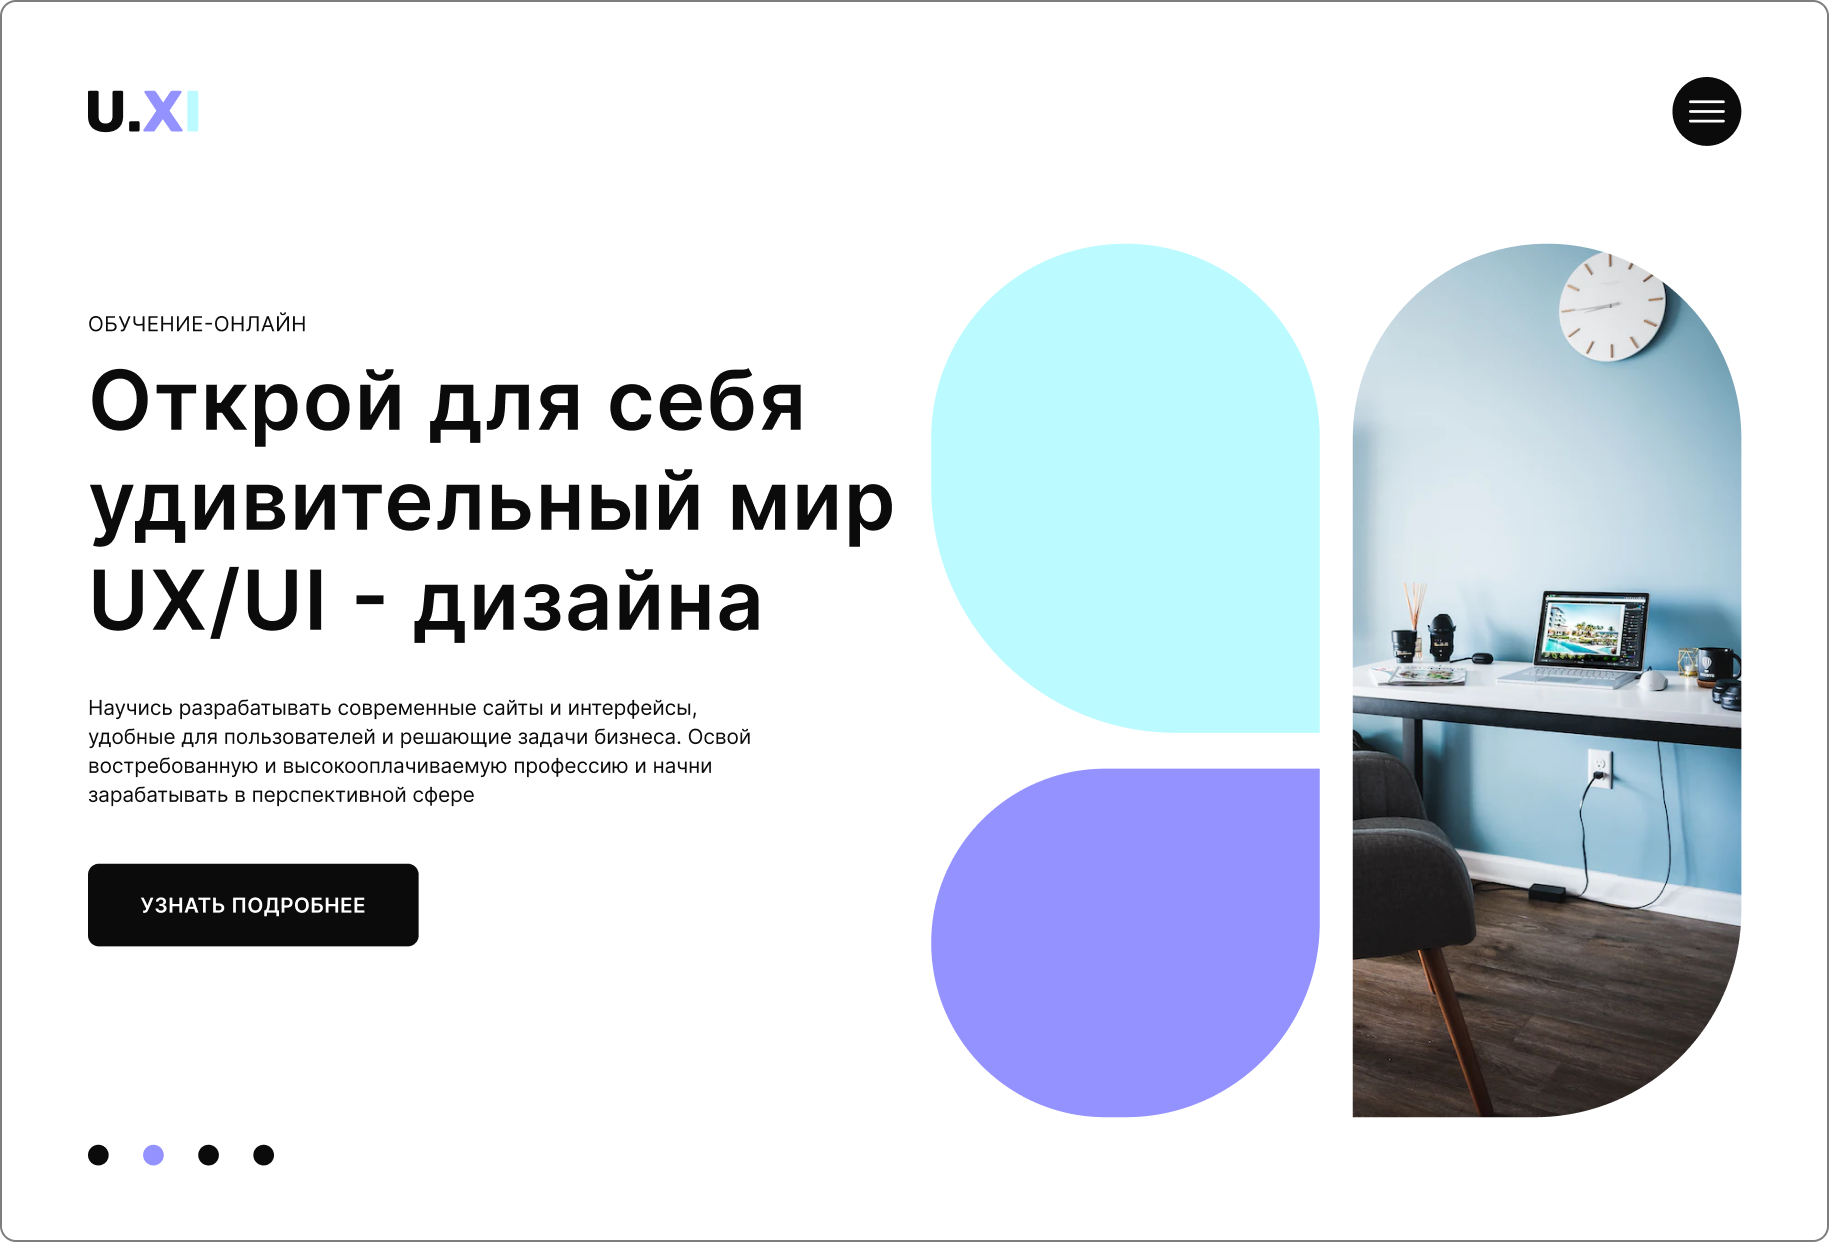 U.XI
ОБУЧЕНИЕ-ОНЛАЙН
Открой для себя
удивительный мир
UX/UI - дизайна
Научись разрабатывать современные сайты и интерфейсы,
удобные для пользователей и решающие задачи бизнеса. Освой
востребованную и высокооплачиваемую профессию и начни
зарабатывать в перспективной сфере
УЗНАТЬ ПОДРОБНЕЕ